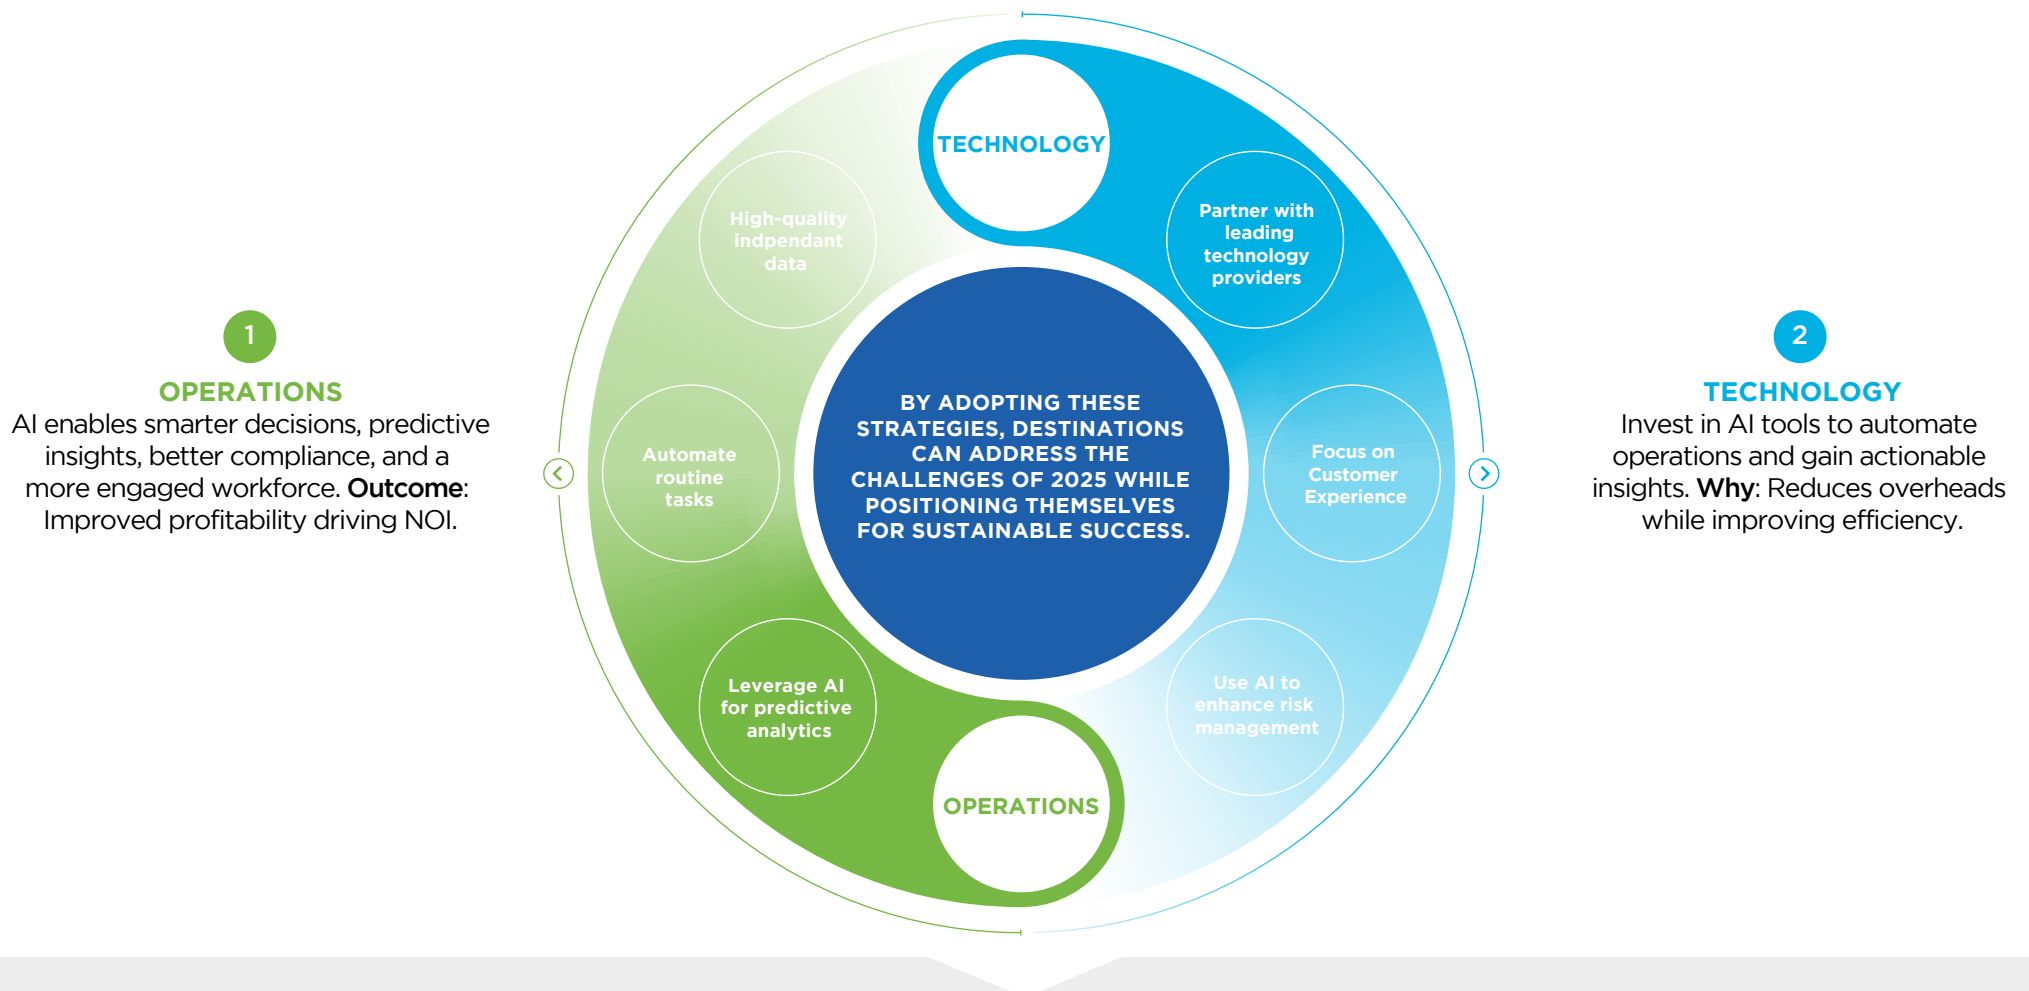 1
OPERATIONS
AI enables smarter decisions, predictive
insights, better compliance, and a
more engaged workforce. Outcome:
Improved profitability driving NOI.
TECHNOLOGY
High-quality
indpendant
data
Automate
routine
tasks
Leverage AI
for predictive
analytics
BY ADOPTING THESE
STRATEGIES, DESTINATIONS
CAN ADDRESS THE
CHALLENGES OF 2025 WHILE
POSITIONING THEMSELVES
FOR SUSTAINABLE SUCCESS.
Partner with
leading
technology
providers
Focus on
Customer
Experience
Use AI to
enhance risk
management
OPERATIONS
2
TECHNOLOGY
Invest in AI tools to automate
operations and gain actionable
insights. Why: Reduces overheads
while improving efficiency.